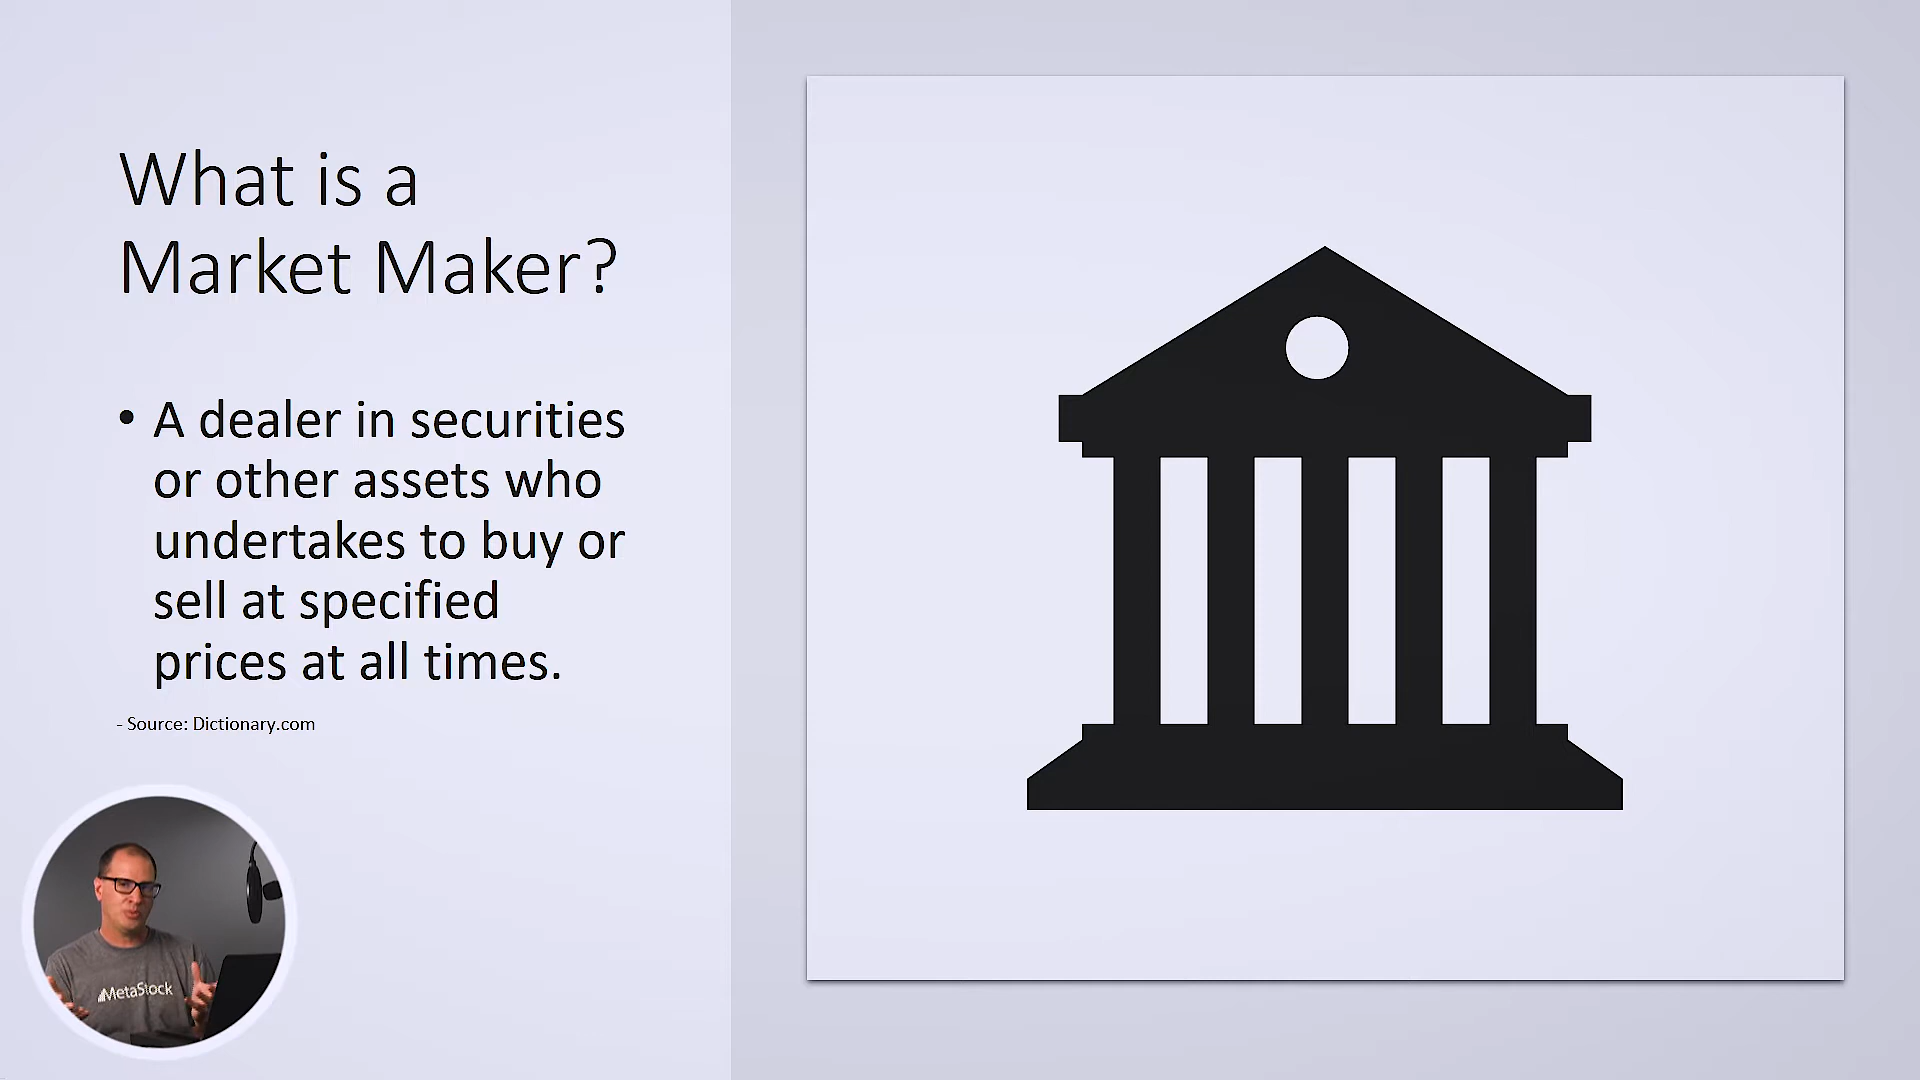 What is a
Market Maker?
• A dealer in securities
or other assets who
undertakes to buy or
sell at specified
prices at all times.
- Source: Dictionary.com
MetaStock